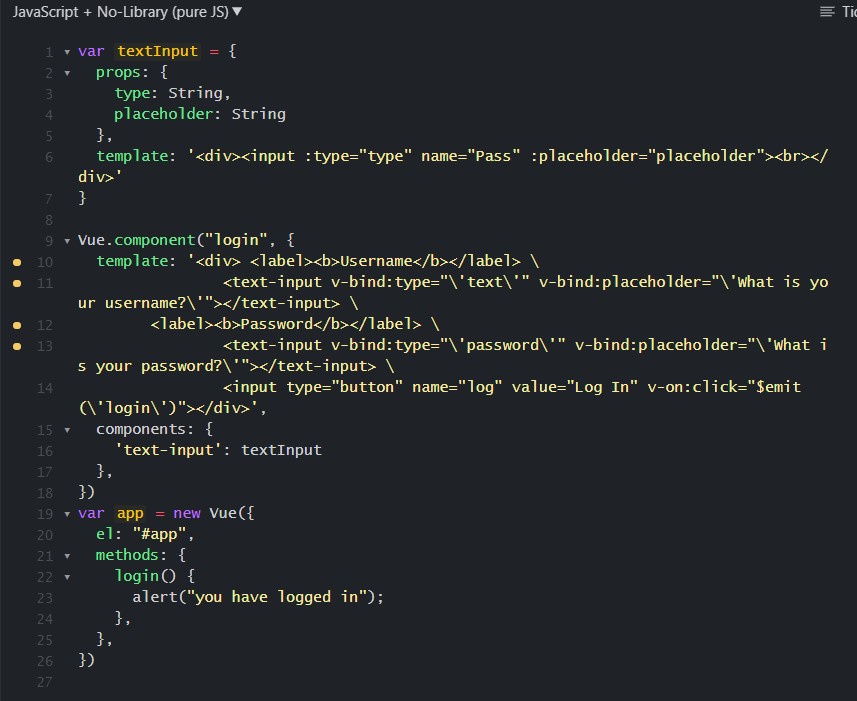 JavaScript + No-Library (pure JS) ▼
Tic
1 ▾ var textInput = {
2 ▾   props: {
3     type: String,
4     placeholder: String
5   },
6   template: '<div><input :type="type" name="Pass" :placeholder="placeholder"><br></
div>'
7 }
8
9 ▾ Vue.component("login", {
10   template: '<div> <label><b>Username</b></label> \
11                 <text-input v-bind:type="\'text\'" v-bind:placeholder="\'What is yo
ur username?\'"></text-input> \
12         <label><b>Password</b></label> \
13                 <text-input v-bind:type="\'password\'" v-bind:placeholder="\'What i
s your password?\'"></text-input> \
14                 <input type="button" name="log" value="Log In" v-on:click="$emit
(\'login\')"></div>',
15 ▾   components: {
16     'text-input': textInput
17   },
18 })
19 ▾ var app = new Vue({
20   el: "#app",
21 ▾   methods: {
22 ▾     login() {
23       alert("you have logged in");
24     },
25   },
26 })
27